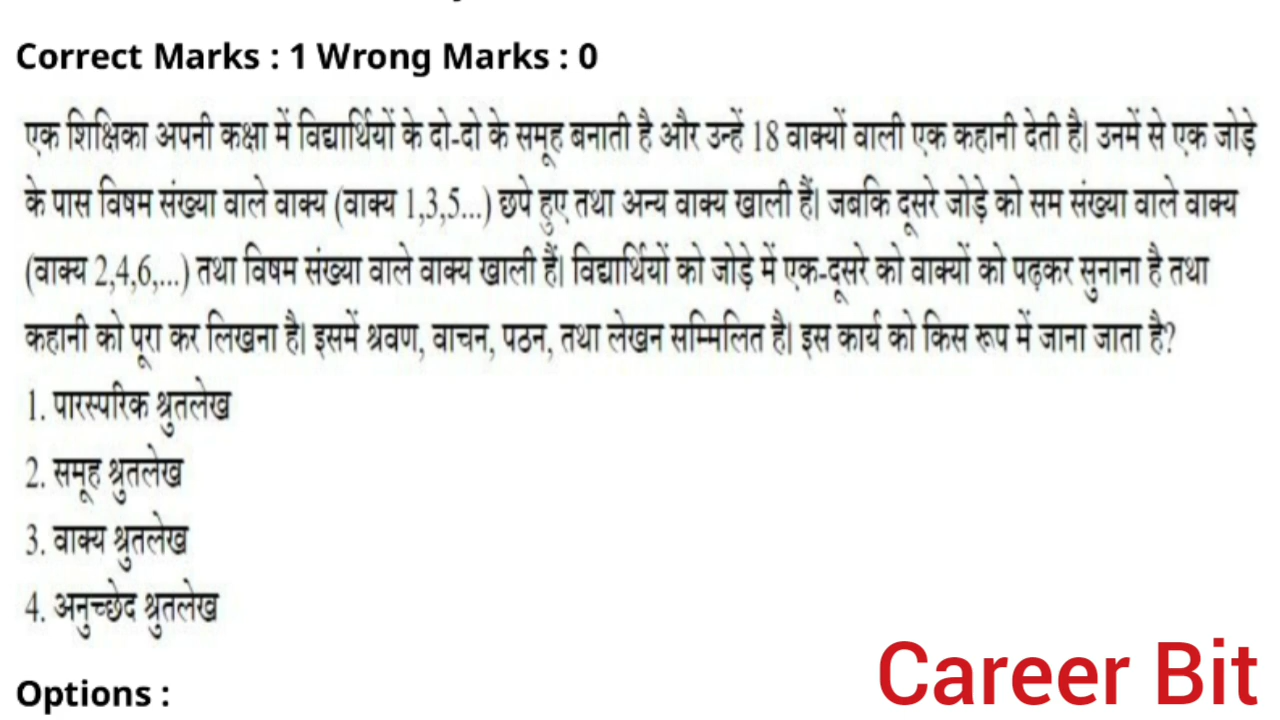 Correct Marks : 1 Wrong Marks : 0
एक शिक्षिका अपनी कक्षा में विद्यार्थियों के दो-दो के समूह बनाती है और उन्हें 18 वाक्यों वाली एक कहानी देती है। उनमें से एक जोड़े
के पास विषम संख्या वाले वाक्य (वाक्य 1,3,5...) छपे हुए तथा अन्य वाक्य खाली हैं। जबकि दूसरे जोड़े को सम संख्या वाले वाक्य
(वाक्य 2,4,6,...) तथा विषम संख्या वाले वाक्य खाली हैं। विद्यार्थियों को जोड़े में एक-दूसरे को वाक्यों को पढ़कर सुनाना है तथा
कहानी को पूरा कर लिखना है। इसमें श्रवण, वाचन, पठन, तथा लेखन सम्मिलित है। इस कार्य को किस रूप में जाना जाता है?
1. पारस्परिक श्रुतलेख
2. समूह श्रुतलेख
3. वाक्य श्रुतलेख
4. अनुच्छेद श्रुतलेख
Options :
Career Bit